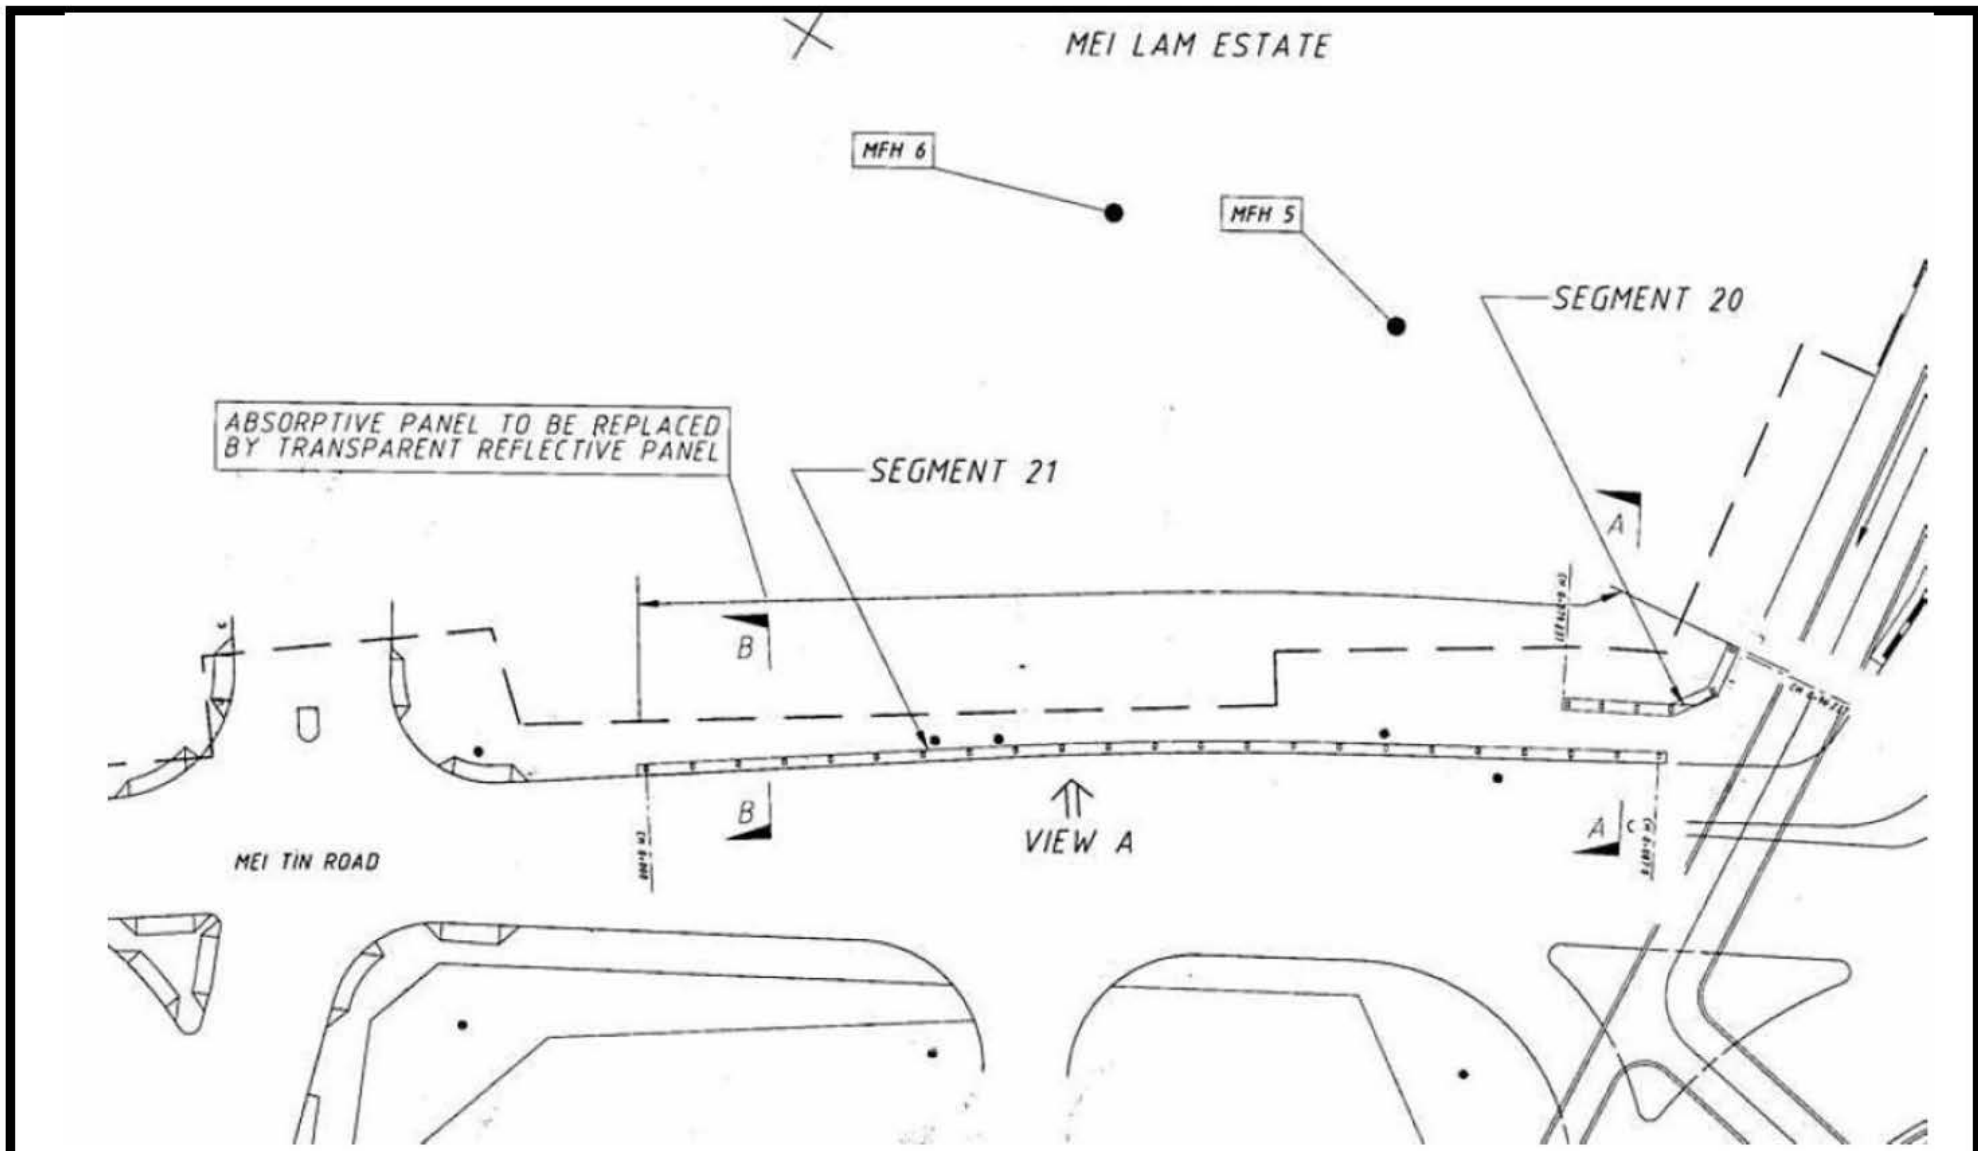 MEI LAM ESTATE
MFH 6
MFH 5
SEGMENT 20
ABSORPTIVE PANEL TO BE REPLACED
BY TRANSPARENT REFLECTIVE PANEL
SEGMENT 21
A
B
B
VIEW A
A
MEI TIN ROAD